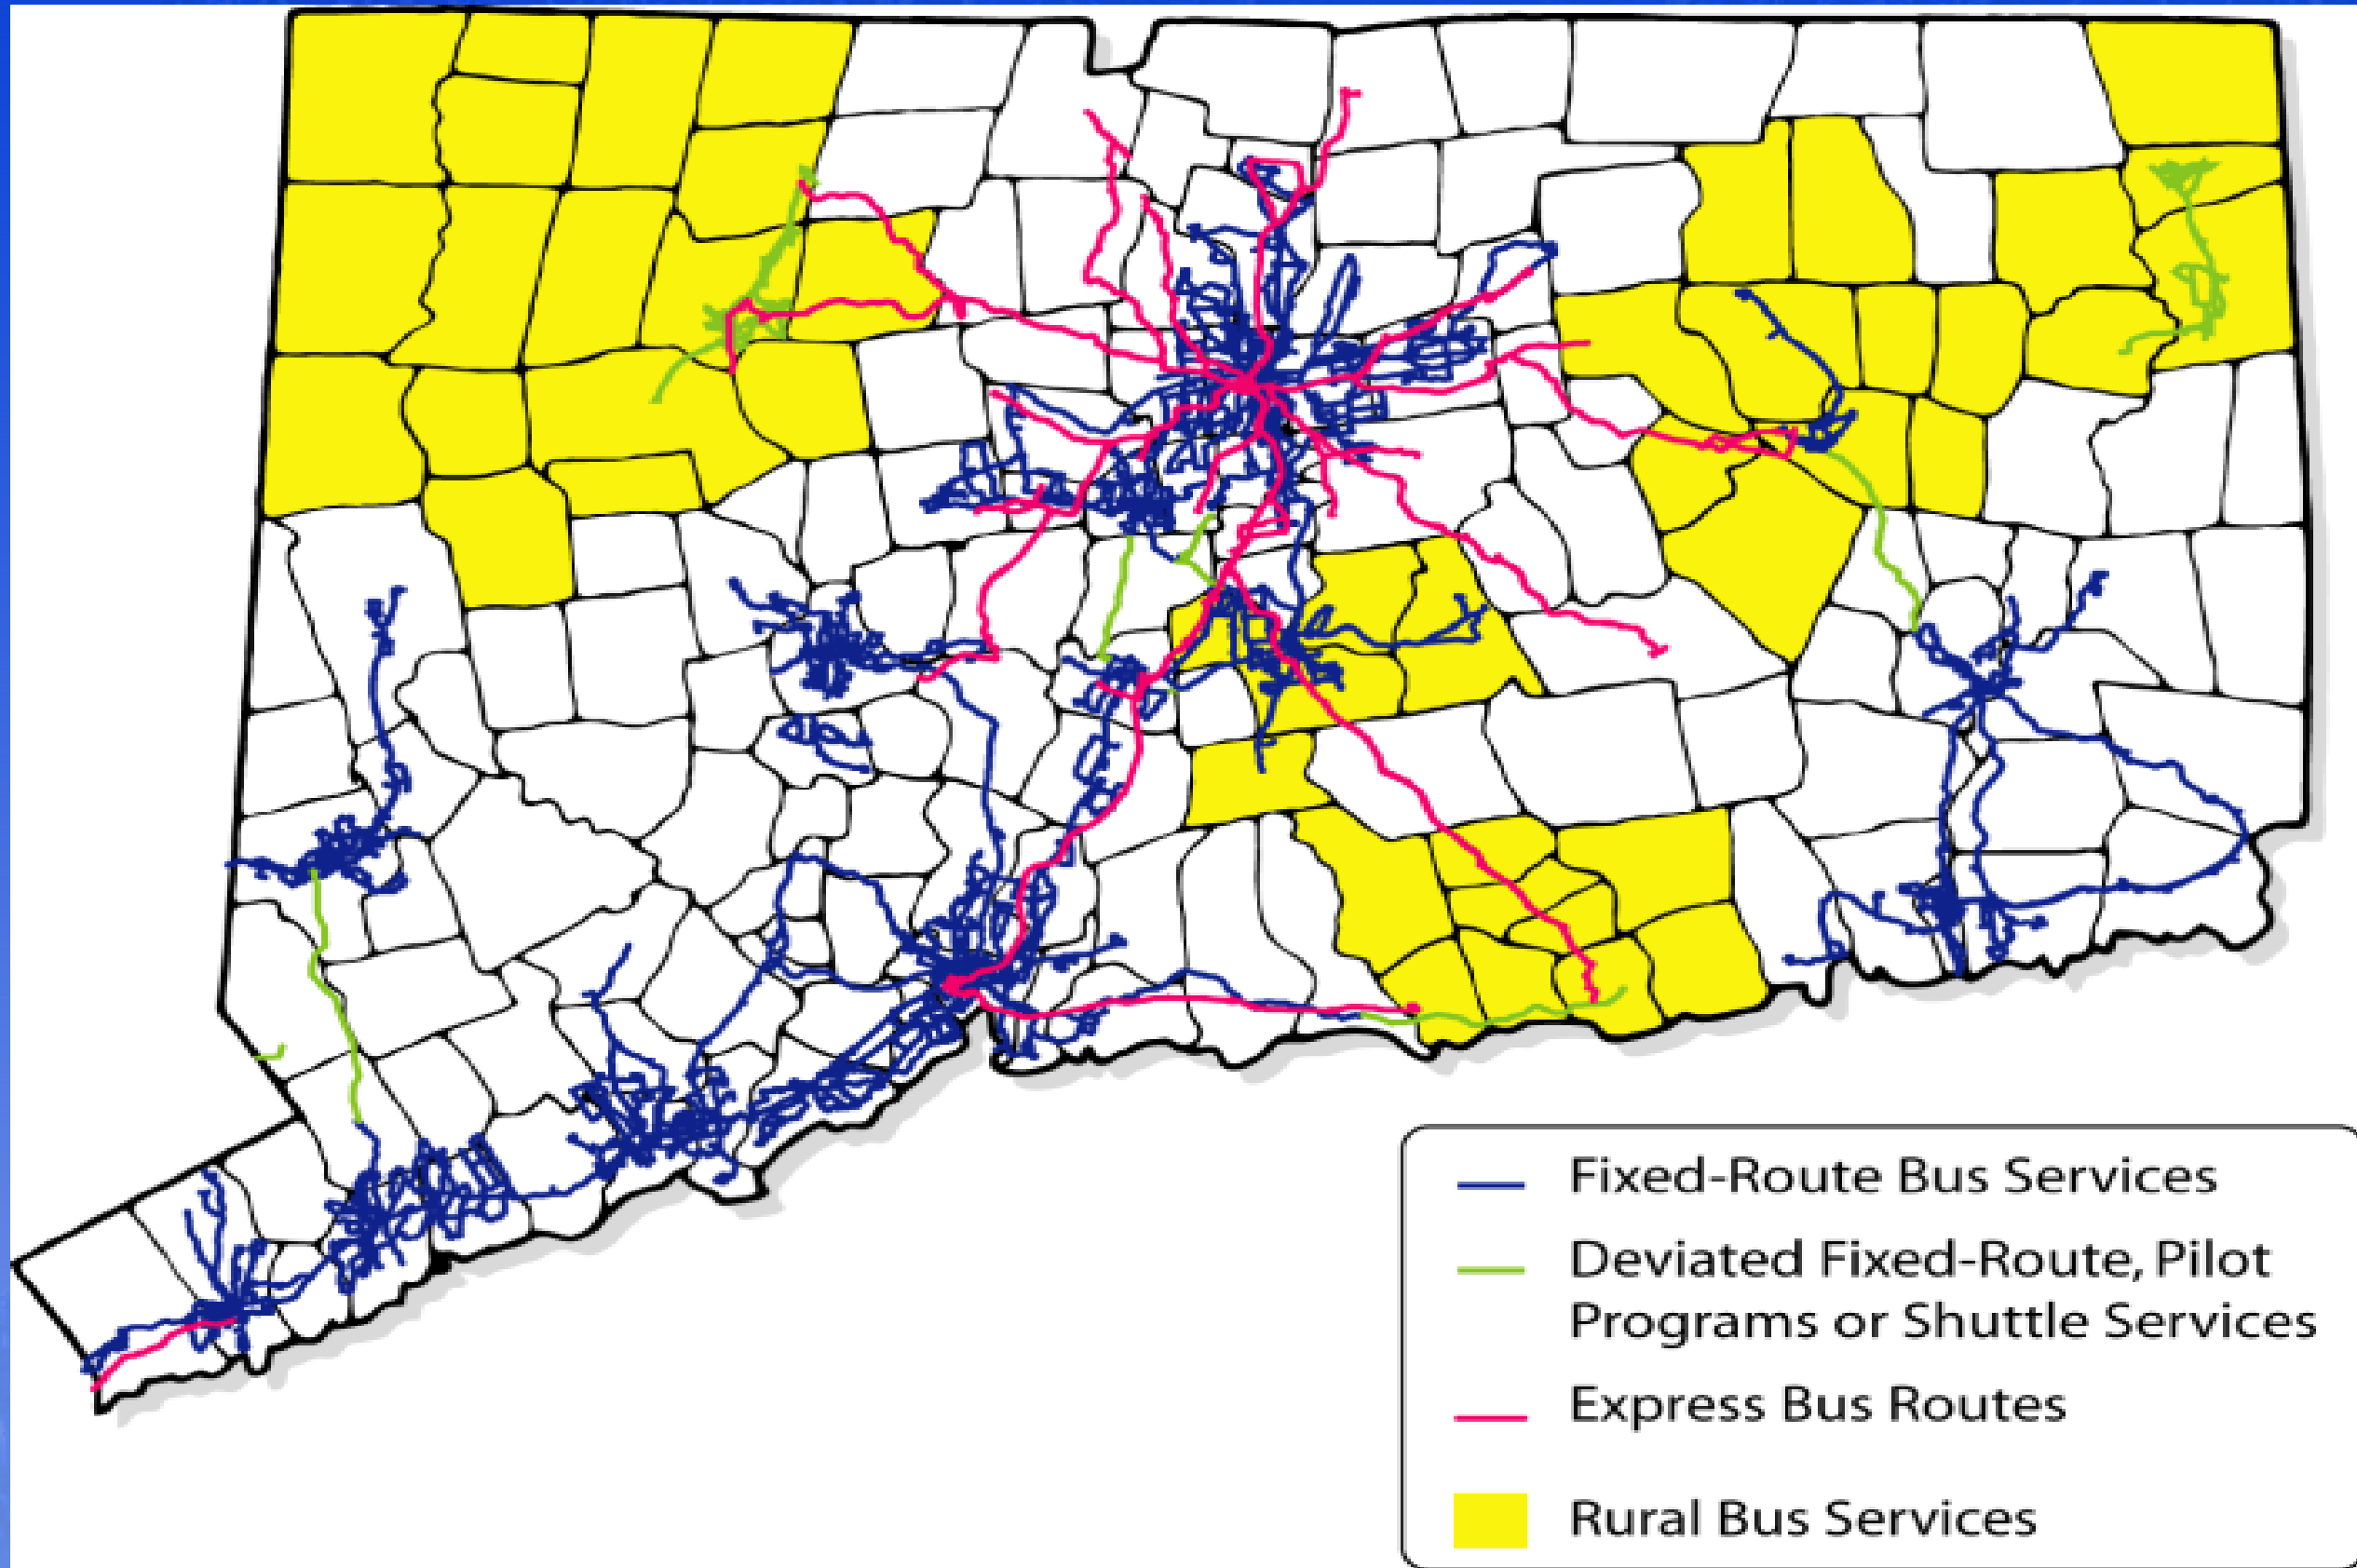 Fixed-Route Bus Services
Deviated Fixed-Route, Pilot
Programs or Shuttle Services
Express Bus Routes
Rural Bus Services